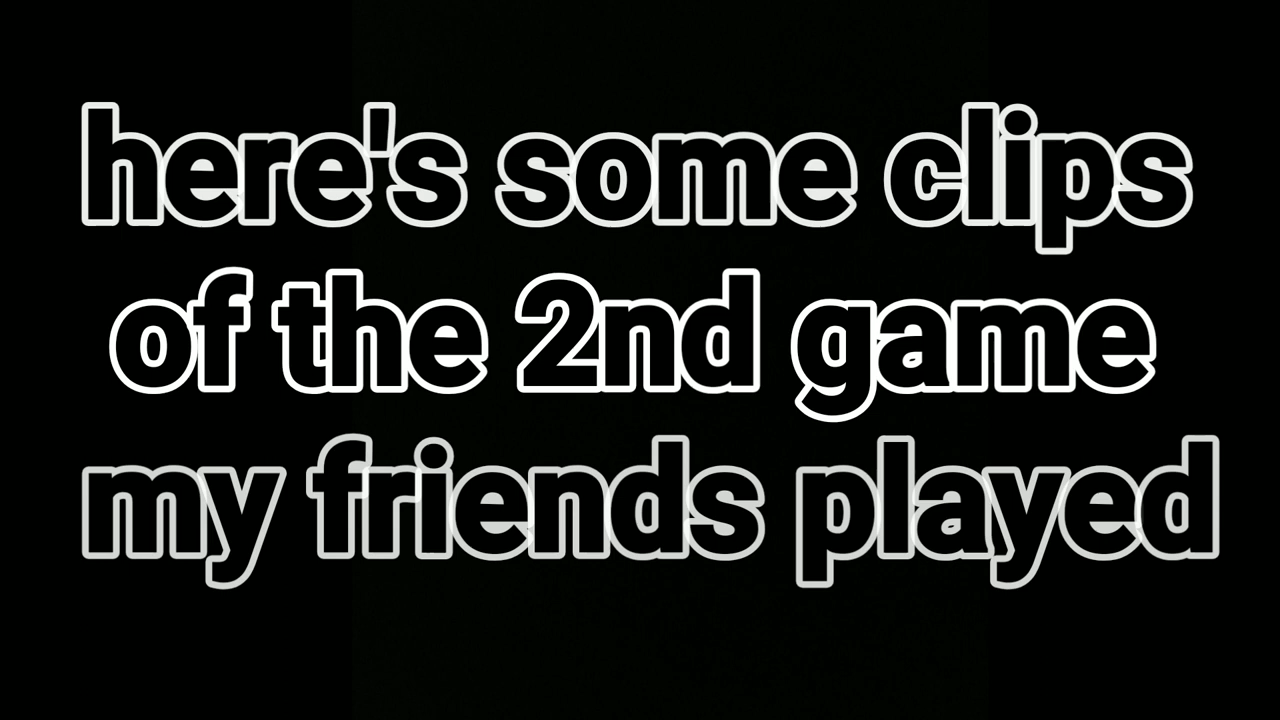 here's some clips
of the 2nd game
my friends played